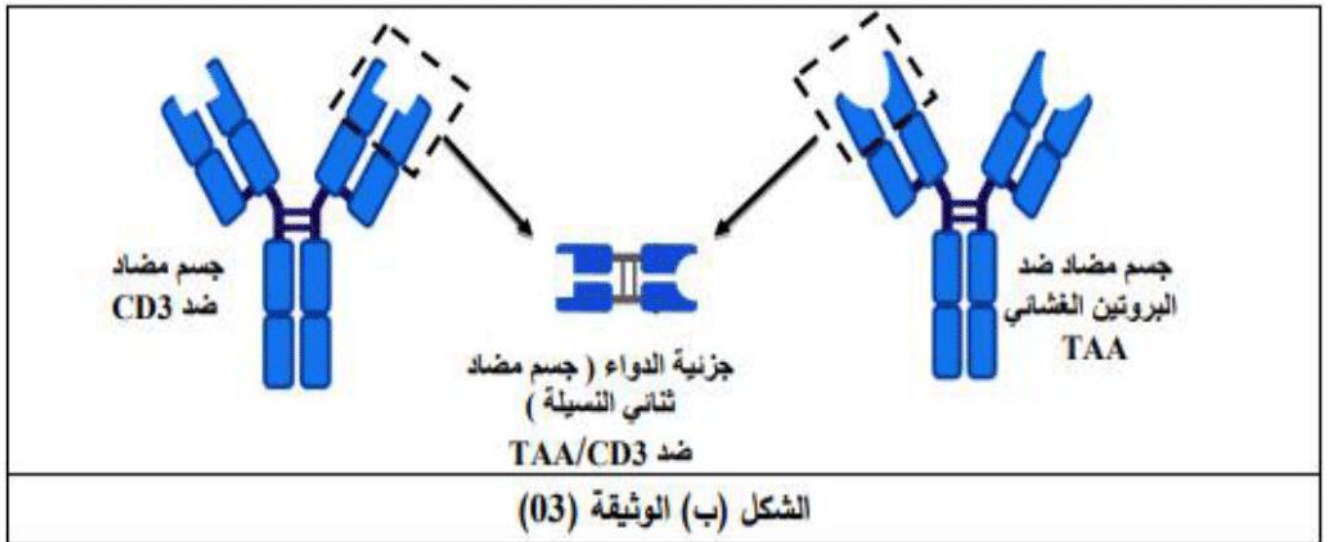 جسم مضاد
ضد CD3
جسم مضاد ضد
البروتين الغشائي
TAA
جزئية الدواء ( جسم مضاد
ثنائي النسيلة )
ضد TAA/CD3
الشكل (ب) الوثيقة (03)